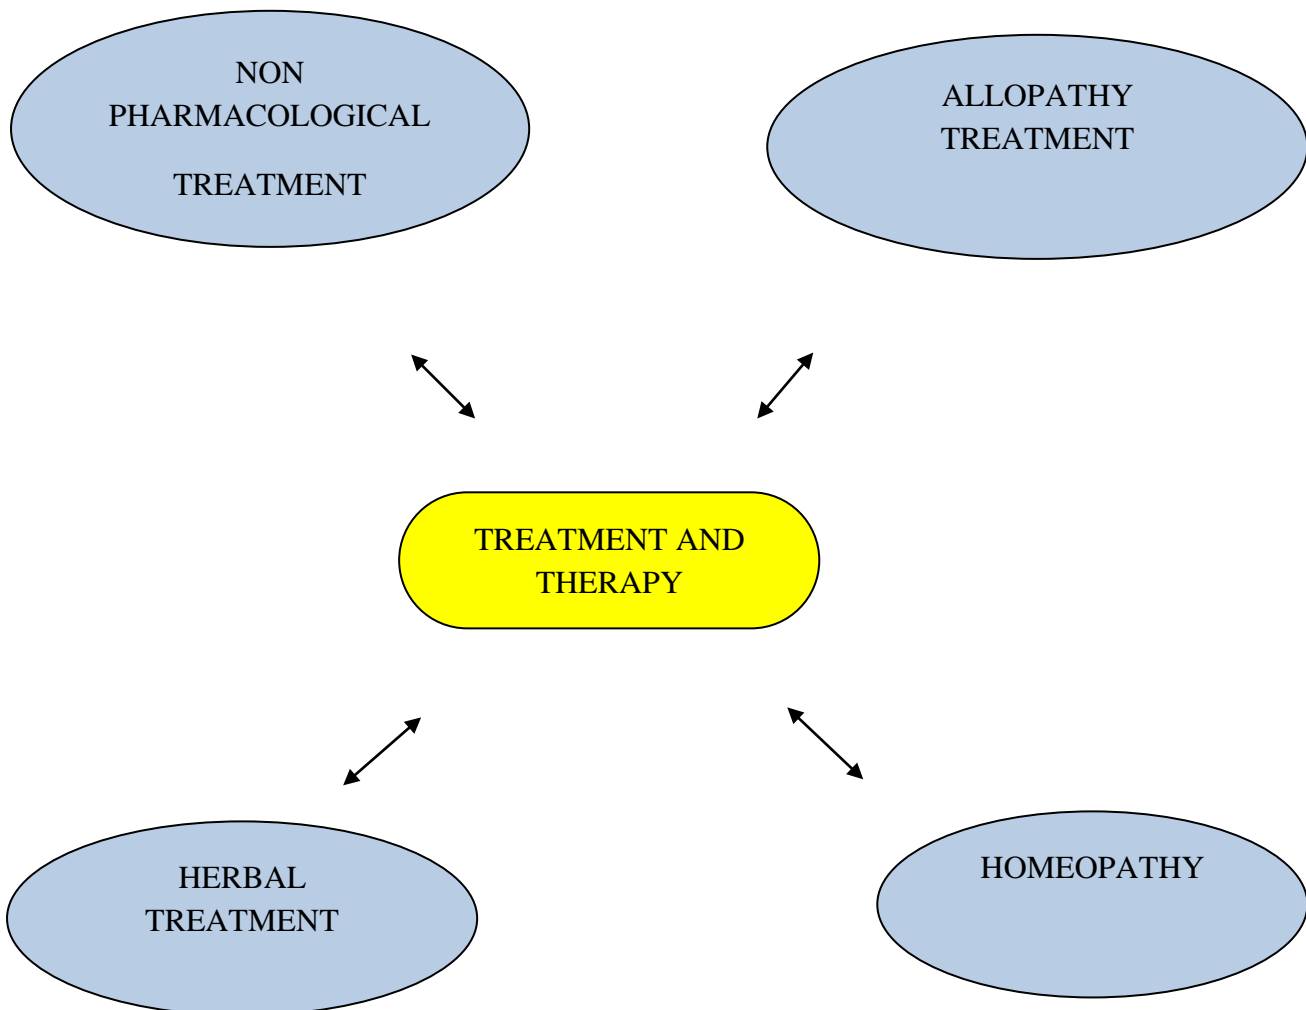 NON
PHARMACOLOGICAL
TREATMENT
ALLOPATHY
TREATMENT
TREATMENT AND
THERAPY
HERBAL
TREATMENT
HOMEOPATHY